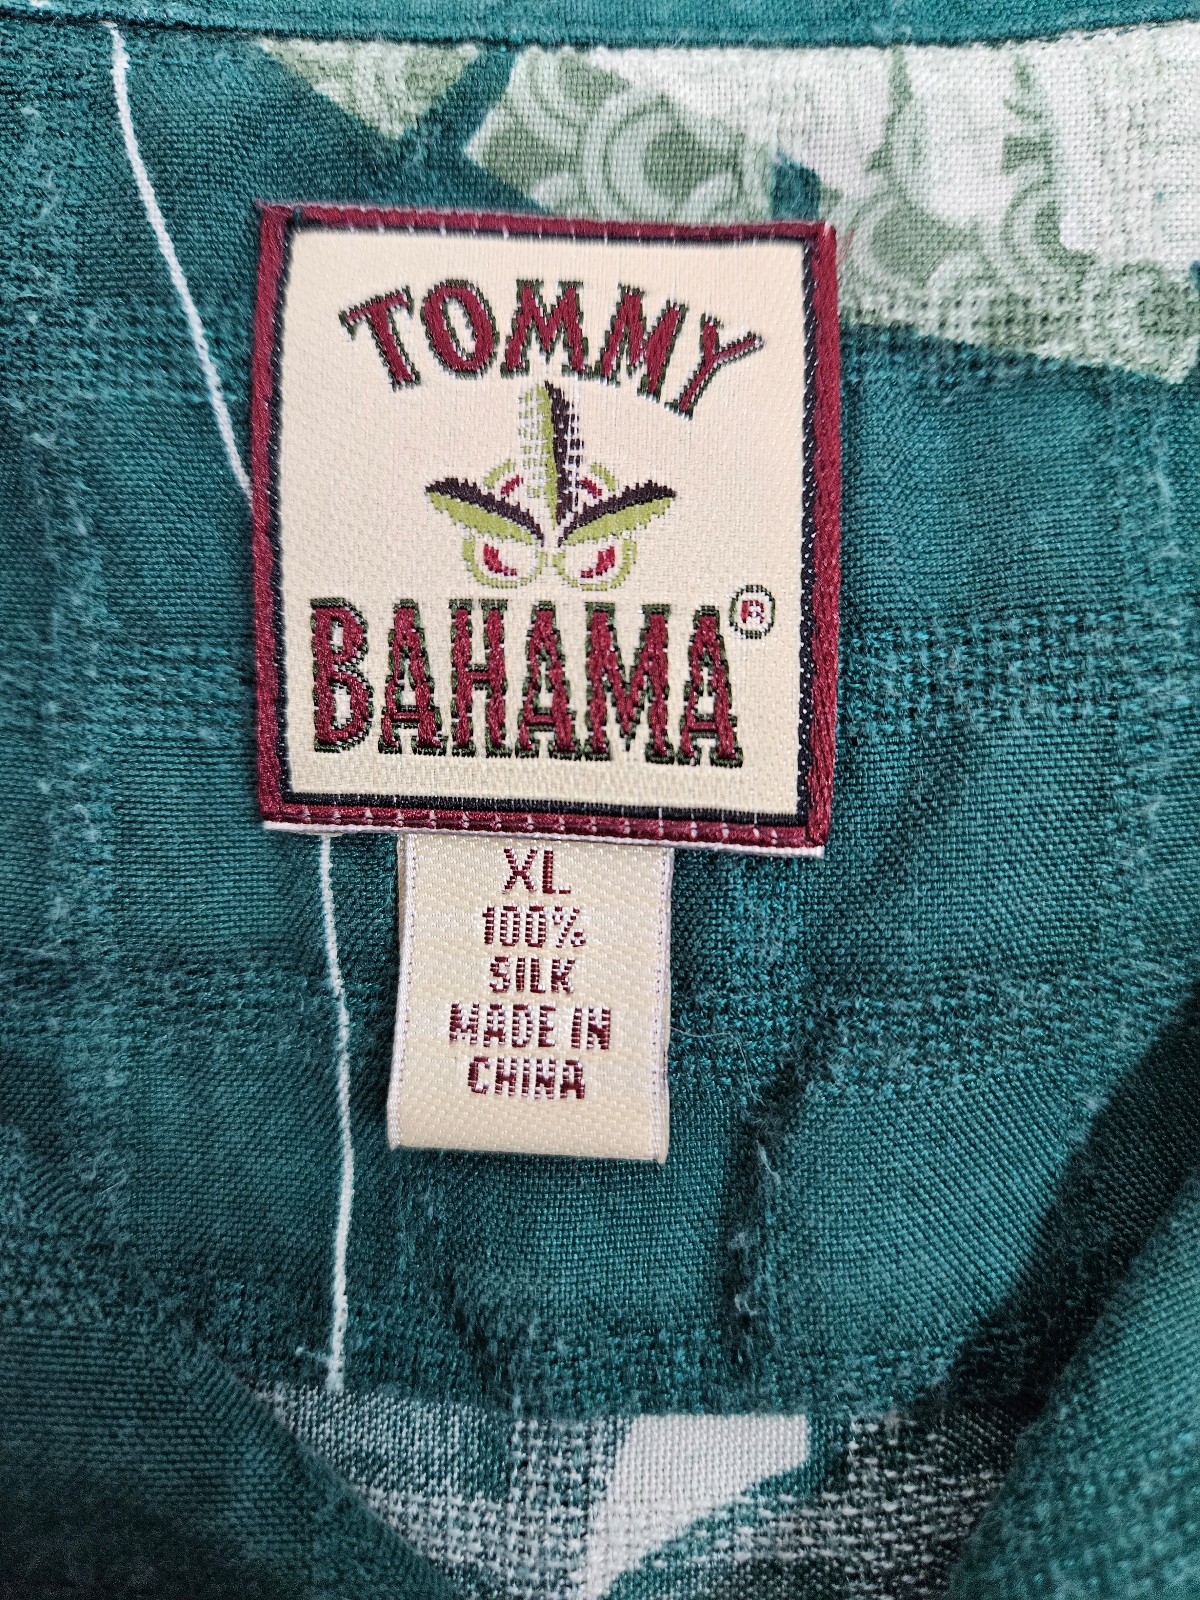 TOMMY
BAHAMA®
XL
100%
SILK
MADE IN
CHINA